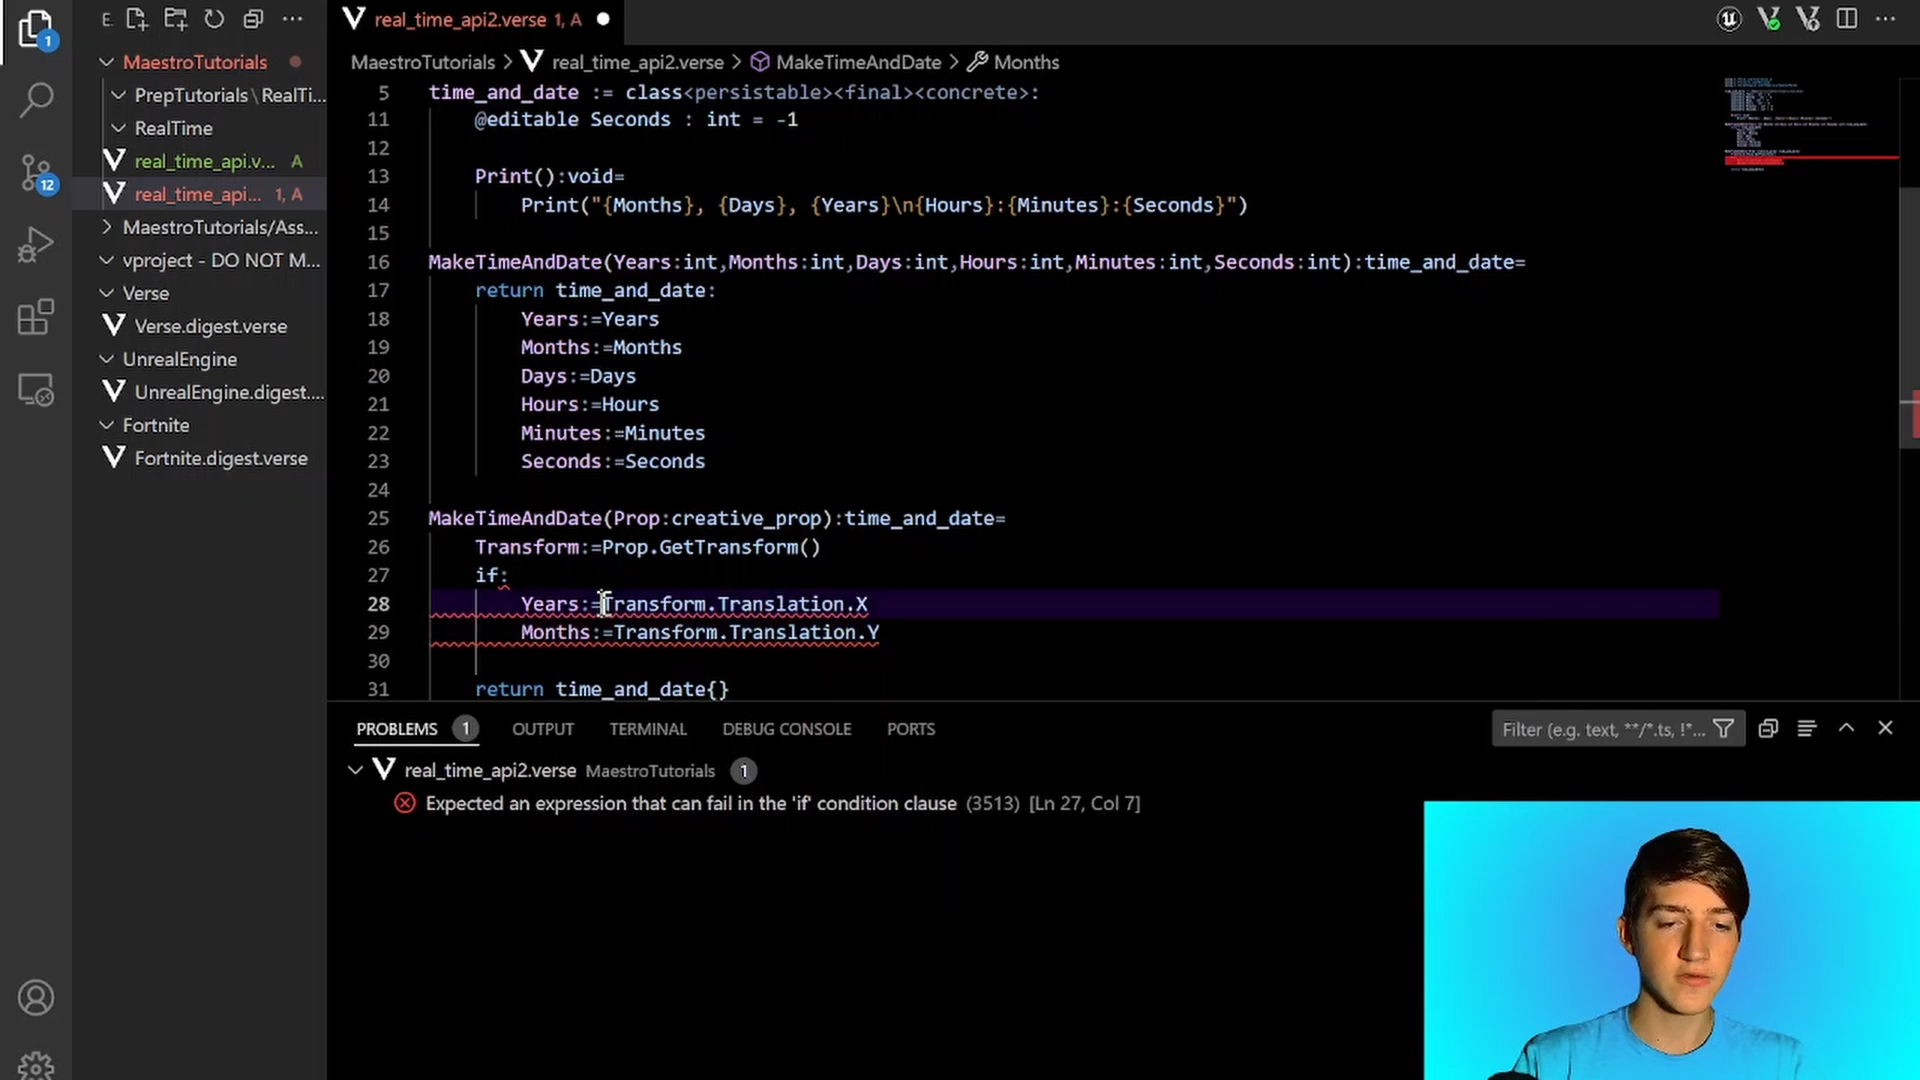 E.
real_time_api2.verse 1, A
MaestroTutorials > real_time_api2.verse > MakeTimeAndDate > Months
1
12
MaestroTutorials
PrepTutorials\RealTi...
RealTime
real_time_api.v... A
real_time_api... 1, A
MaestroTutorials/Ass...
vproject - DO NOT M...
Verse
Verse.digest.verse
UnrealEngine
UnrealEngine.digest....
Fortnite
Fortnite.digest.verse
5 time_and_date := class<persistable><final><concrete>:
11 @editable Seconds : int = -1
12
13 Print():void=
14 Print("{Months}, {Days}, {Years}\n{Hours}:{Minutes}:{Seconds}")
15
16 MakeTimeAndDate(Years:int,Months:int,Days:int,Hours:int,Minutes:int,Seconds:int):time_and_date=
17 return time_and_date:
18 Years:=Years
19 Months:=Months
20 Days:=Days
21 Hours:=Hours
22 Minutes:=Minutes
23 Seconds:=Seconds
24
25 MakeTimeAndDate(Prop:creative_prop):time_and_date=
26 Transform:=Prop.GetTransform()
27 if:
28 Years:=Transform.Translation.X
29 Months:=Transform.Translation.Y
30
31 return time_and_date{}
PROBLEMS 1 OUTPUT TERMINAL DEBUG CONSOLE PORTS Filter (e.g. text, **/*.ts, !*...
real_time_api2.verse MaestroTutorials 1
Expected an expression that can fail in the 'if' condition clause (3513) [Ln 27, Col 7]